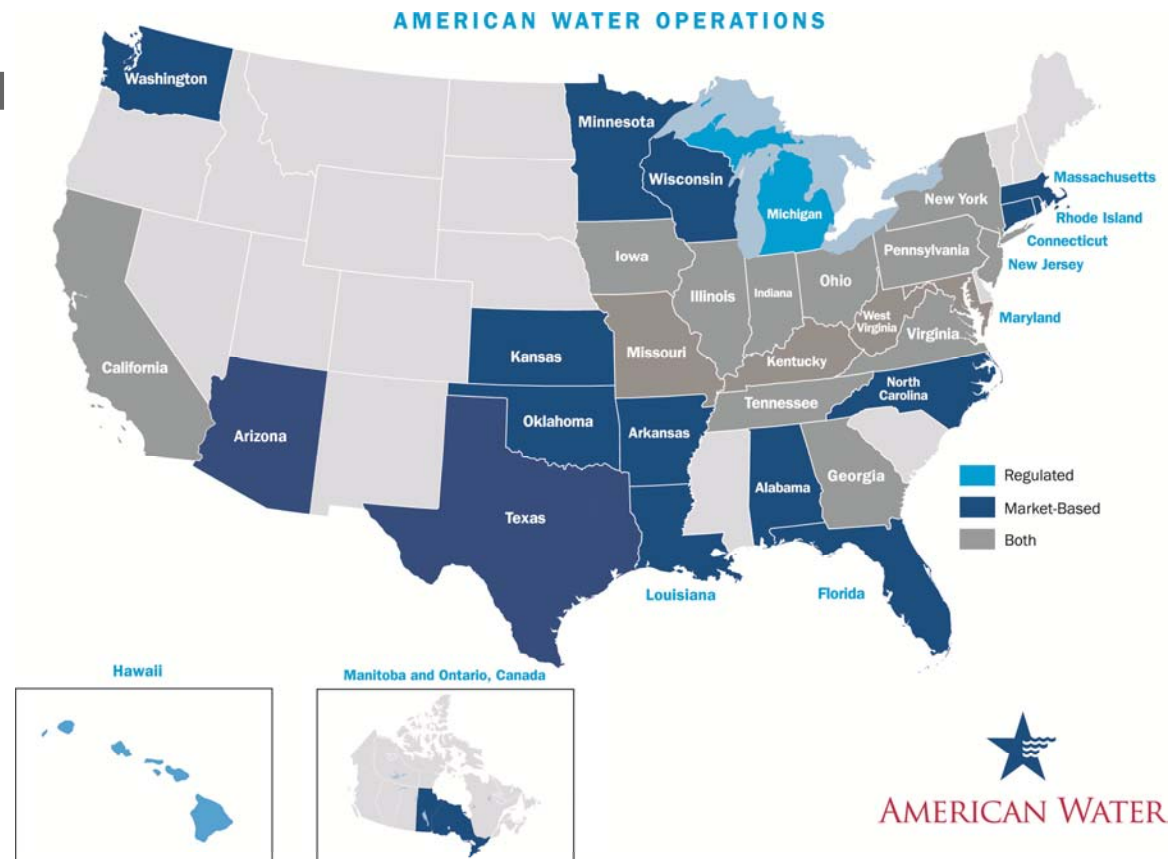 AMERICAN WATER OPERATIONS
Washington
Minnesota
Wisconsin
Michigan
Massachusetts
Rhode Island
Connecticut
New York
New Jersey
Pennsylvania
Iowa
Illinois
Indiana
Ohio
West
Virginia
Virginia
Maryland
California
Kansas
Missouri
Kentucky
Arizona
Oklahoma
Arkansas
Tennessee
North
Carolina
Texas
Alabama
Georgia
Louisiana
Florida
Regulated
Market-Based
Both
Hawaii
Manitoba and Ontario, Canada
AMERICAN WATER